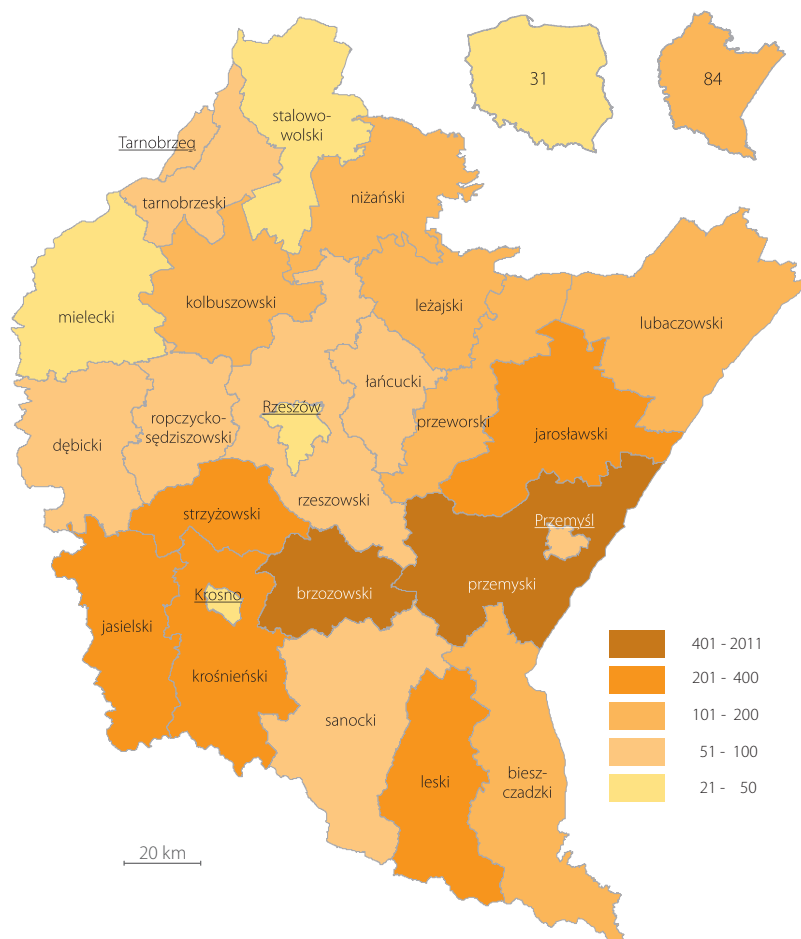 31
84
stalowo-
wolski
Tarnobrzeg
niżański
tarnobrzeski
kolbuszowski
leżajski
mielecki
lubaczowski
łańcucki
Rzeszów
ropczycko-
sędziszowski
przeworski
jarosławski
dębicki
rzeszowski
strzyżowski
Przemyśl
przemyski
brzozowski
Krosno
jasielski
krośnieński
sanocki
leski
biesz-
czadzki
401 - 2011
201 - 400
101 - 200
51 - 100
21 - 50
20 km